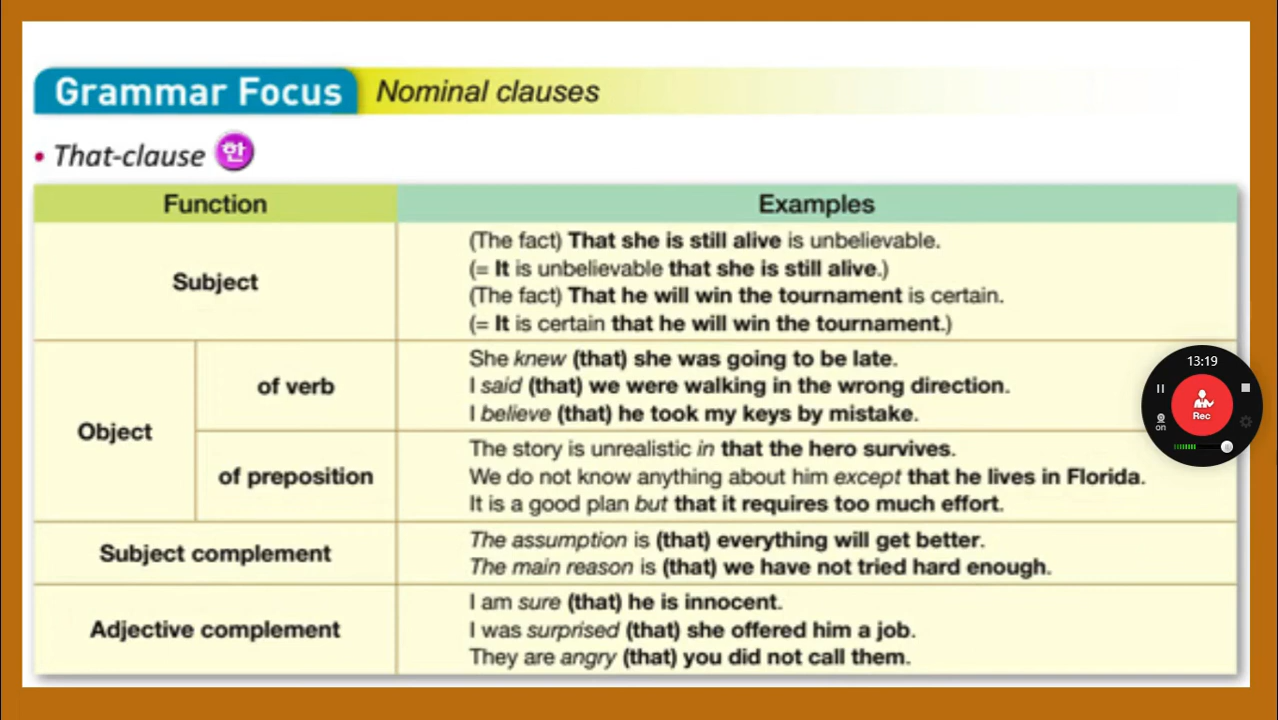 Grammar Focus Nominal clauses
• That-clause 한
Function Examples
Subject
(The fact) That she is still alive is unbelievable.
(= It is unbelievable that she is still alive.)
(The fact) That he will win the tournament is certain.
(= It is certain that he will win the tournament.)
Object
of verb
She knew (that) she was going to be late.
I said (that) we were walking in the wrong direction.
I believe (that) he took my keys by mistake.
of preposition
The story is unrealistic in that the hero survives.
We do not know anything about him except that he lives in Florida.
It is a good plan but that it requires too much effort.
Subject complement
The assumption is (that) everything will get better.
The main reason is (that) we have not tried hard enough.
Adjective complement
I am sure (that) he is innocent.
I was surprised (that) she offered him a job.
They are angry (that) you did not call them.
13:19
Rec
on